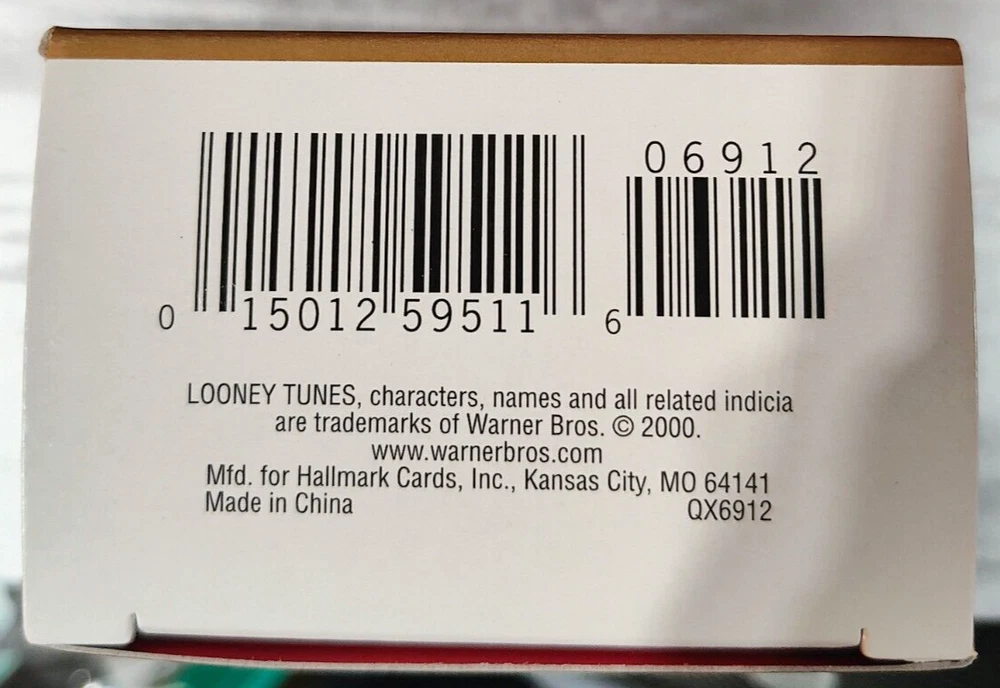 06912
0 15012 59511 6
LOONEY TUNES, characters, names and all related indicia
are trademarks of Warner Bros. © 2000.
www.warnerbros.com
Mfd. for Hallmark Cards, Inc., Kansas City, MO 64141
Made in China QX6912